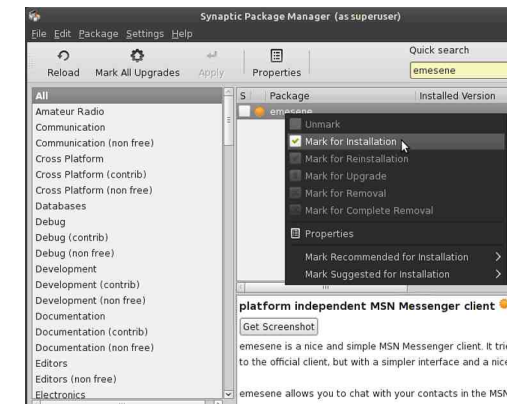 Synaptic Package Manager (as superuser)
File Edit Package Settings Help
Reload Mark All Upgrades Apply Properties
Quick search
emesene
All
Amateur Radio
Communication
Communication (non free)
Cross Platform
Cross Platform (contrib)
Cross Platform (non free)
Databases
Debug
Debug (contrib)
Debug (non free)
Development
Development (contrib)
Development (non free)
Documentation
Documentation (contrib)
Documentation (non free)
Editors
Editors (non free)
Electronics
S Package Installed Version
emesene
Unmark
Mark for Installation
Mark for Reinstallation
Mark for Upgrade
Mark for Removal
Mark for Complete Removal
Properties
Mark Recommended for Installation
Mark Suggested for Installation
platform independent MSN Messenger client
Get Screenshot
emesene is a nice and simple MSN Messenger client. It trie
to the official client, but with a simpler interface and a nice
emesene allows you to chat with your contacts in the MSN